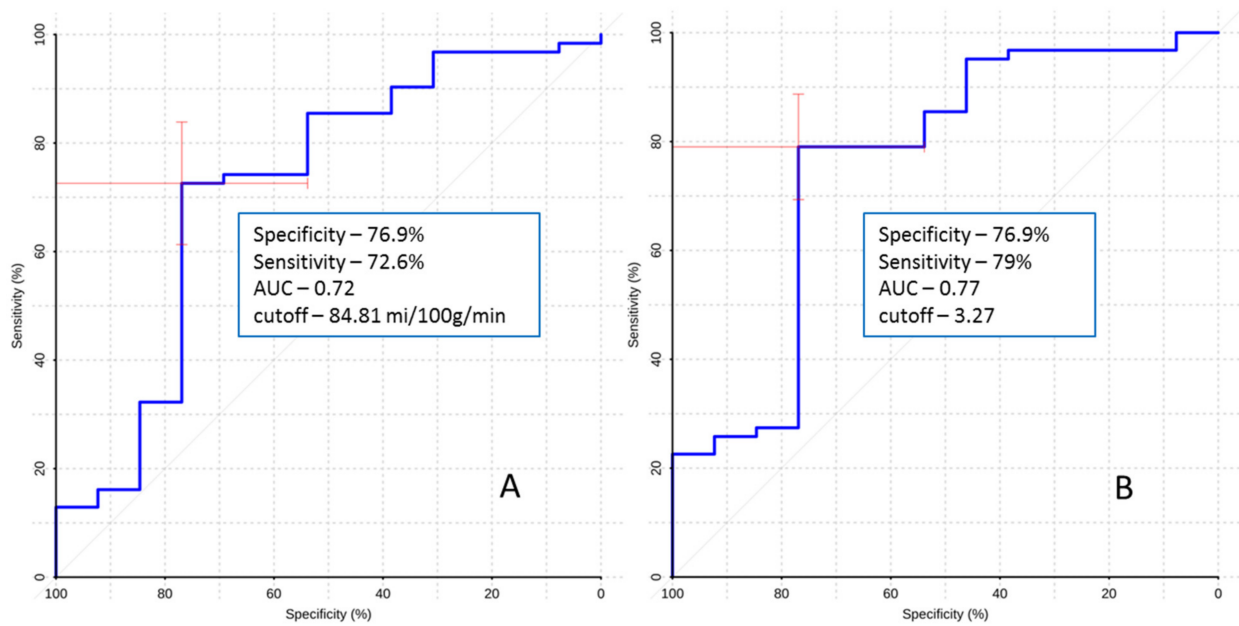 100
80
60
40
20
0
Sensitivity (%)
Specificity – 76.9%
Sensitivity – 72.6%
AUC – 0.72
cutoff – 84.81 mi/100g/min
A
100
80
60
40
20
0
Specificity (%)
100
80
60
40
20
0
Sensitivity (%)
Specificity – 76.9%
Sensitivity – 79%
AUC – 0.77
cutoff – 3.27
B
100
80
60
40
20
0
Specificity (%)